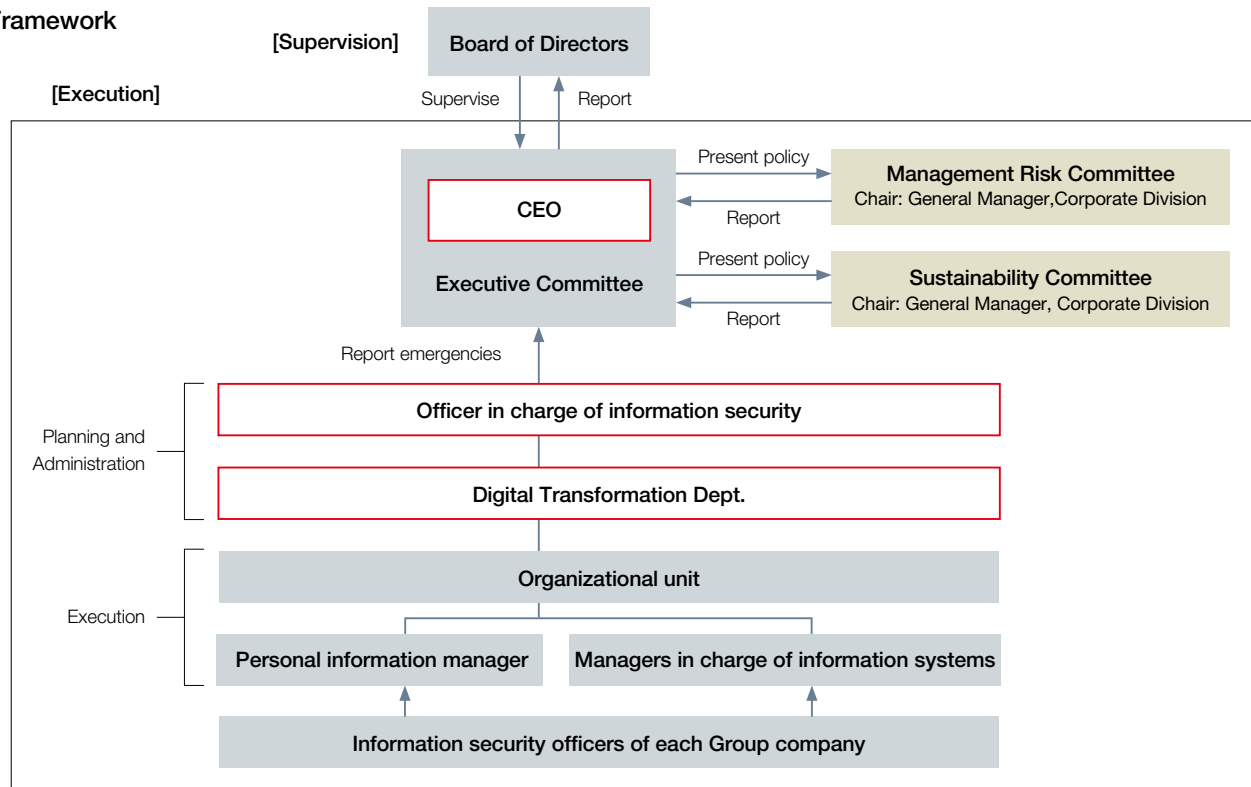 Framework
[Supervision]
Board of Directors
[Execution]
Supervise
Report
CEO
Executive Committee
Present policy
Report
Management Risk Committee
Chair: General Manager,Corporate Division
Present policy
Report
Sustainability Committee
Chair: General Manager, Corporate Division
Report emergencies
Planning and
Administration
Officer in charge of information security
Digital Transformation Dept.
Execution
Organizational unit
Personal information manager
Managers in charge of information systems
Information security officers of each Group company